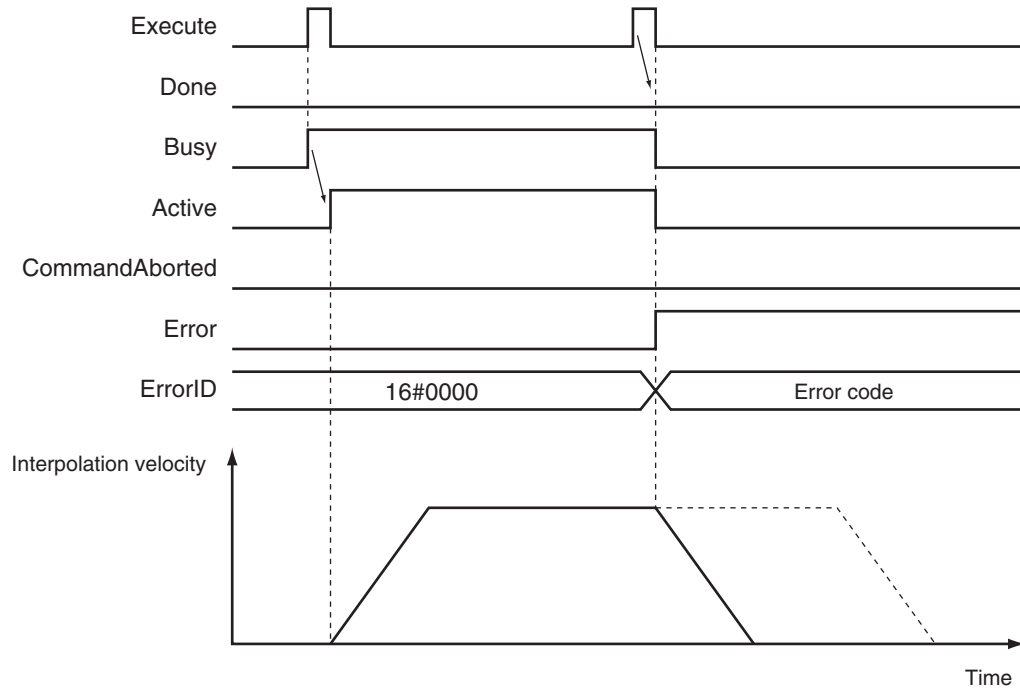 Execute
Done
Busy
Active
CommandAborted
Error
ErrorID
16#0000
Error code
Interpolation velocity
Time